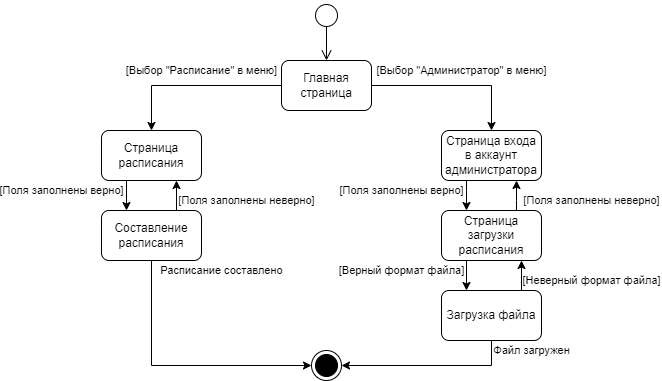 [Выбор "Расписание" в меню]
[Выбор "Администратор" в меню]
Главная
страница
Страница
расписания
Страница входа
в аккаунт
администратора
[Поля заполнены верно]
[Поля заполнены неверно]
[Поля заполнены верно]
[Поля заполнены неверно]
Составление
расписания
Страница
загрузки
расписания
Расписание составлено
[Верный формат файла]
[Неверный формат файла]
Загрузка файла
Файл загружен